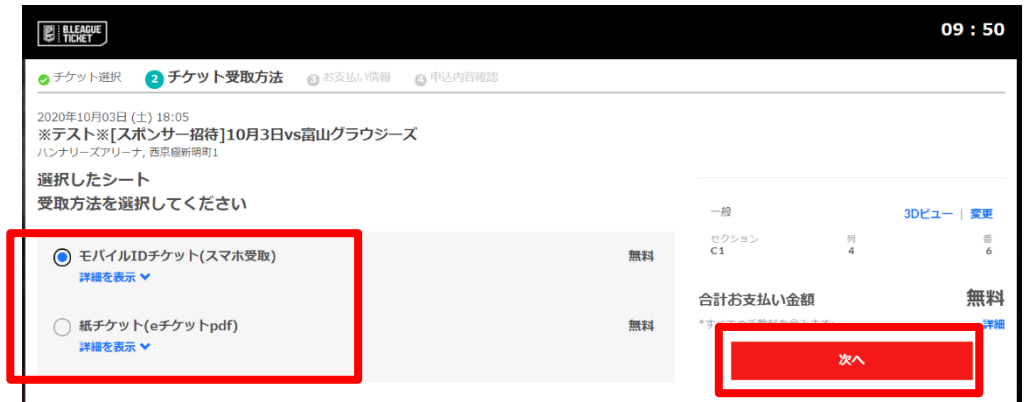 B.LEAGUE
TICKET
09 : 50
チケット選択 2 チケット受取方法 3 お支払い情報 4 申込内容確認
2020年10月03日 (土) 18:05
※テスト※[スポンサー招待]10月3日vs富山グラウジーズ
ハンナリーズアリーナ, 西京極新明町1
選択したシート
受取方法を選択してください
モバイルIDチケット(スマホ受取) 無料
詳細を表示
紙チケット(eチケットpdf) 無料
詳細を表示
一般 3Dビュー | 変更
セクション 列 番
C1 4 6
合計お支払い金額 無料
詳細
次へ